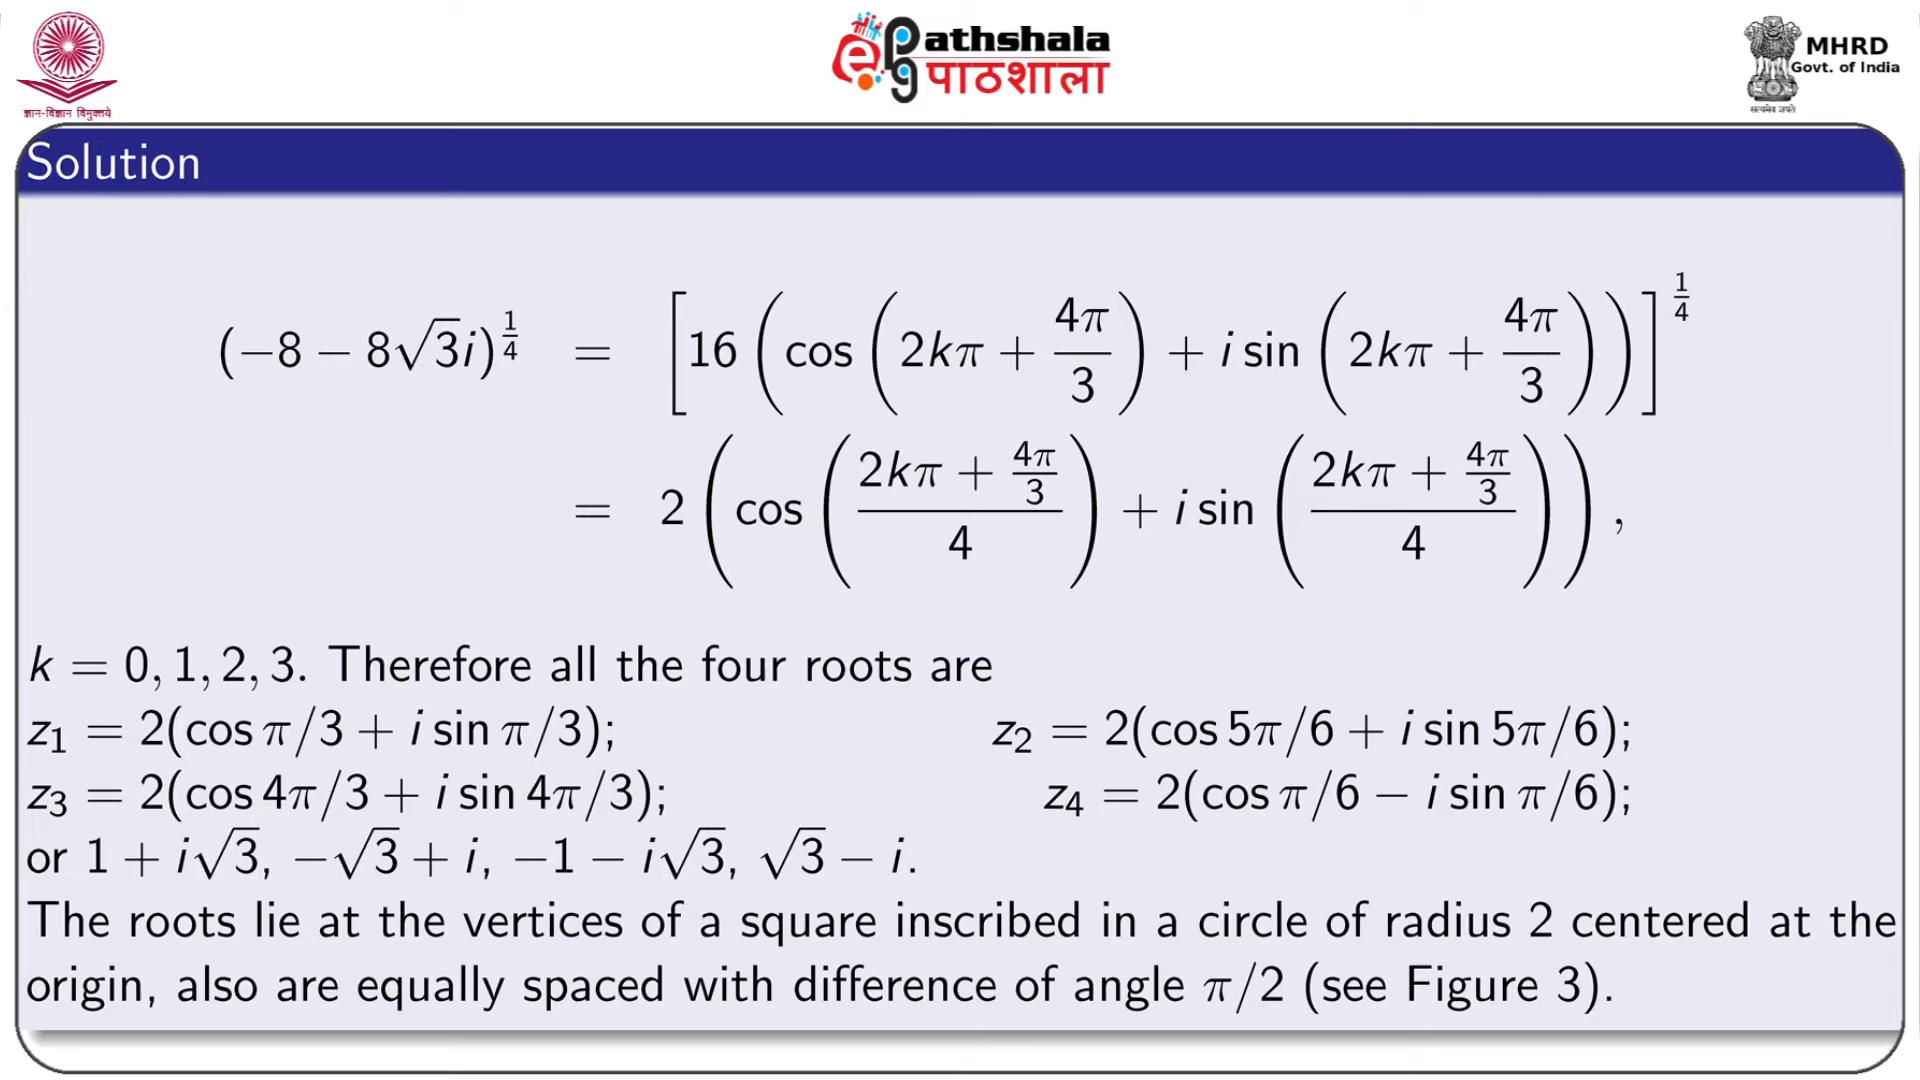 ज्ञान-विज्ञान विमुक्तये
ePathshala
पाठशाला
MHRD
Govt. of India
सत्यमेव जयते
Solution
(−8 − 8√3i)^{1/4} = [16 (cos (2kπ + 4π/3) + i sin (2kπ + 4π/3))]^{1/4}
= 2 (cos ((2kπ + 4π/3)/4) + i sin ((2kπ + 4π/3)/4)),
k = 0, 1, 2, 3. Therefore all the four roots are
z₁ = 2(cos π/3 + i sin π/3); z₂ = 2(cos 5π/6 + i sin 5π/6);
z₃ = 2(cos 4π/3 + i sin 4π/3); z₄ = 2(cos π/6 − i sin π/6);
or 1 + i√3, −√3 + i, −1 − i√3, √3 − i.
The roots lie at the vertices of a square inscribed in a circle of radius 2 centered at the
origin, also are equally spaced with difference of angle π/2 (see Figure 3).